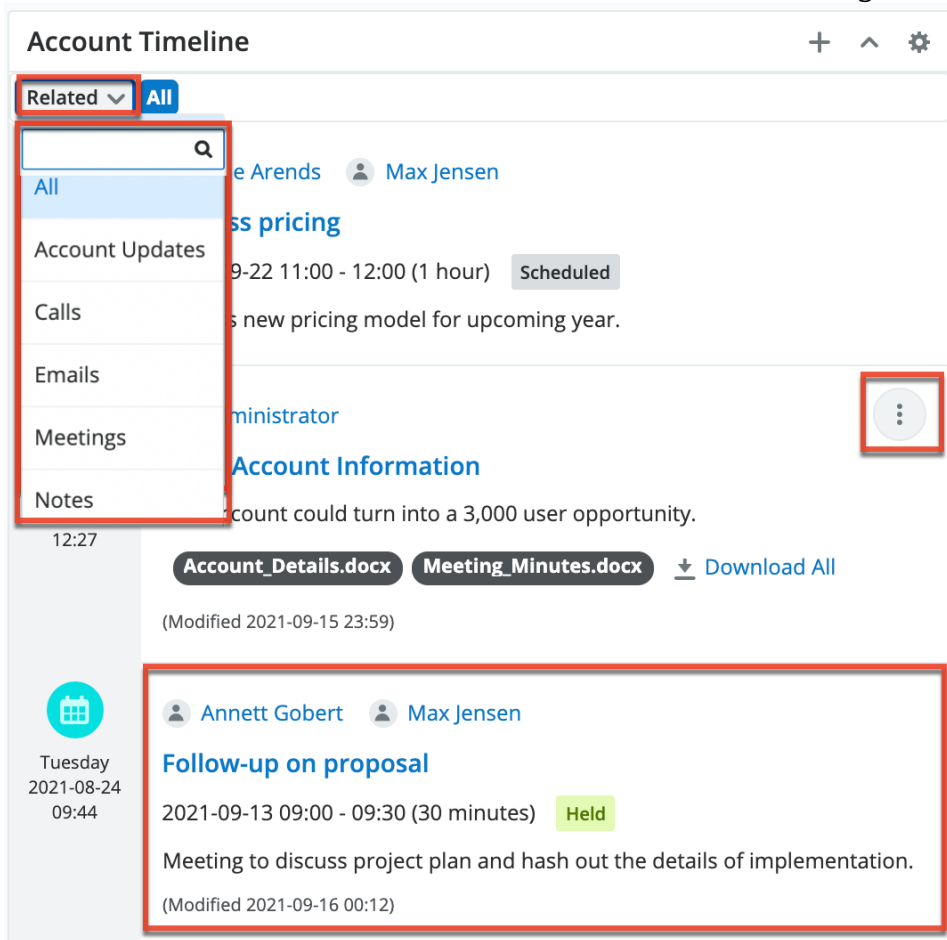 Account Timeline
Related All
All
Account Updates
Calls
Emails
Meetings
Notes
e Arends Max Jensen
ss pricing
9-22 11:00 - 12:00 (1 hour) Scheduled
s new pricing model for upcoming year.
ministrator
Account Information
count could turn into a 3,000 user opportunity.
12:27
Account_Details.docx Meeting_Minutes.docx Download All
(Modified 2021-09-15 23:59)
Annett Gobert Max Jensen
Tuesday
2021-08-24
09:44
Follow-up on proposal
2021-09-13 09:00 - 09:30 (30 minutes) Held
Meeting to discuss project plan and hash out the details of implementation.
(Modified 2021-09-16 00:12)